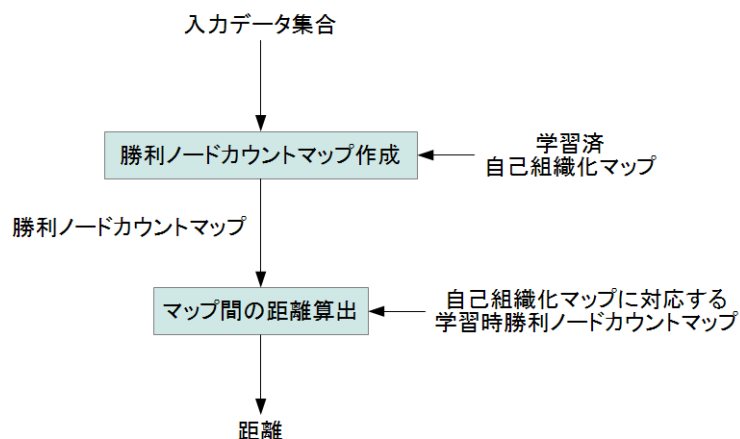 入力データ集合
勝利ノードカウントマップ作成
学習済
自己組織化マップ
勝利ノードカウントマップ
マップ間の距離算出
自己組織化マップに対応する
学習時勝利ノードカウントマップ
距離